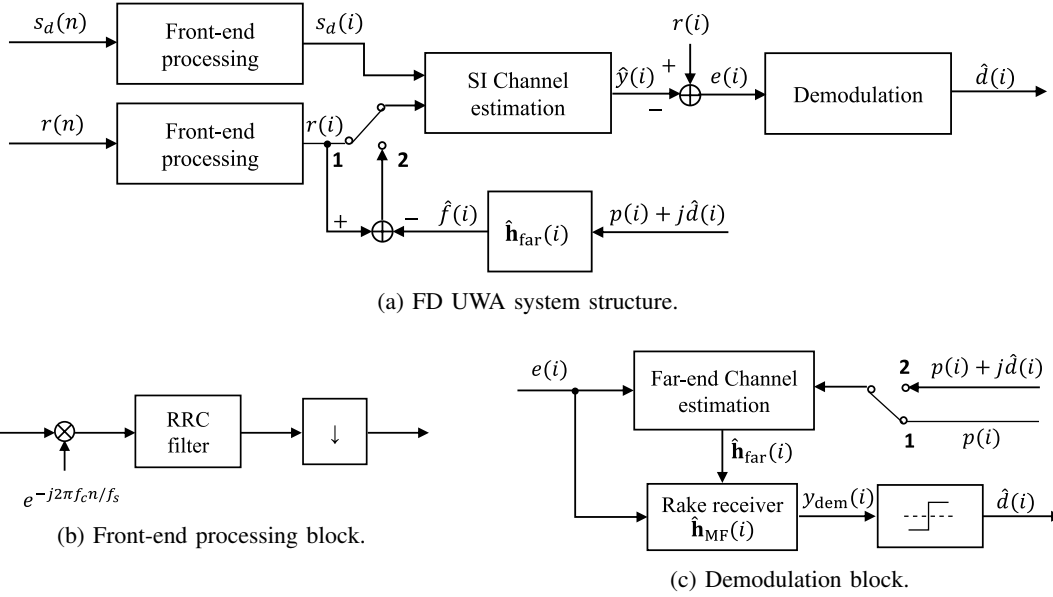 s_d(n)
Front-end
processing
s_d(i)
SI Channel
estimation
ŷ(i)
r(i)
+
−
e(i)
Demodulation
d̂(i)
r(n)
Front-end
processing
r(i)
1
2
+
−
f̂(i)
ĥ_far(i)
p(i) + jd̂(i)
(a) FD UWA system structure.
e^{-j2πf_c n/f_s}
RRC
filter
↓
(b) Front-end processing block.
e(i)
Far-end Channel
estimation
2
p(i) + jd̂(i)
1
p(i)
ĥ_far(i)
Rake receiver
ĥ_MF(i)
y_dem(i)
d̂(i)
(c) Demodulation block.